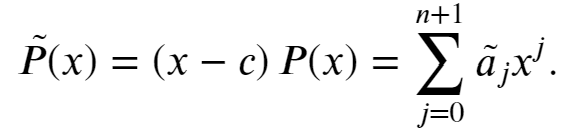 P̃(x) = (x − c) P(x) = ∑_{j=0}^{n+1} ã_j x^j.